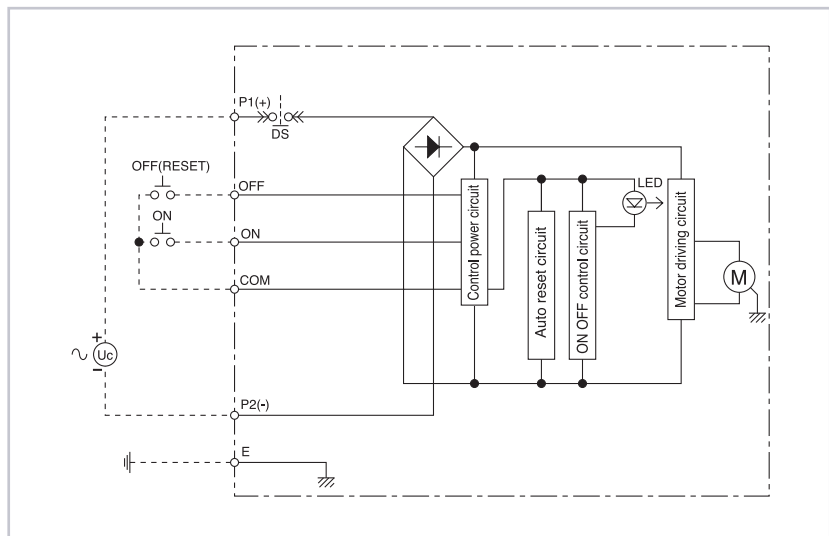 P1(+)
DS
OFF(RESET)
OFF
ON
ON
COM
Control power circuit
Auto reset circuit
ON OFF control circuit
LED
Motor driving circuit
M
+
Uc
-
P2(-)
E